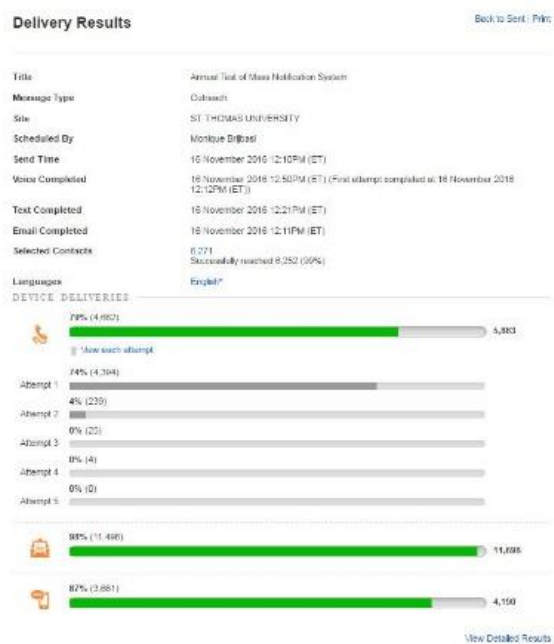 Delivery Results
Back to Sent | Print
Title Annual Test of Mass Notification System
Message Type Outreach
Site ST THOMAS UNIVERSITY
Scheduled By Monique Brijbasi
Send Time 16 November 2016 12:10PM (ET)
Voice Completed 16 November 2016 12:50PM (ET) (First attempt completed at 16 November 2016
12:12PM (ET))
Text Completed 16 November 2016 12:21PM (ET)
Email Completed 16 November 2016 12:11PM (ET)
Selected Contacts 6,271
Successfully reached 6,252 (99%)
Languages English*
DEVICE DELIVERIES
79% (4,662)
5,883
View each attempt
74% (4,394)
Attempt 1
4% (239)
Attempt 2
0% (25)
Attempt 3
0% (4)
Attempt 4
0% (0)
Attempt 5
98% (11,496)
11,698
87% (3,661)
4,190
View Detailed Results